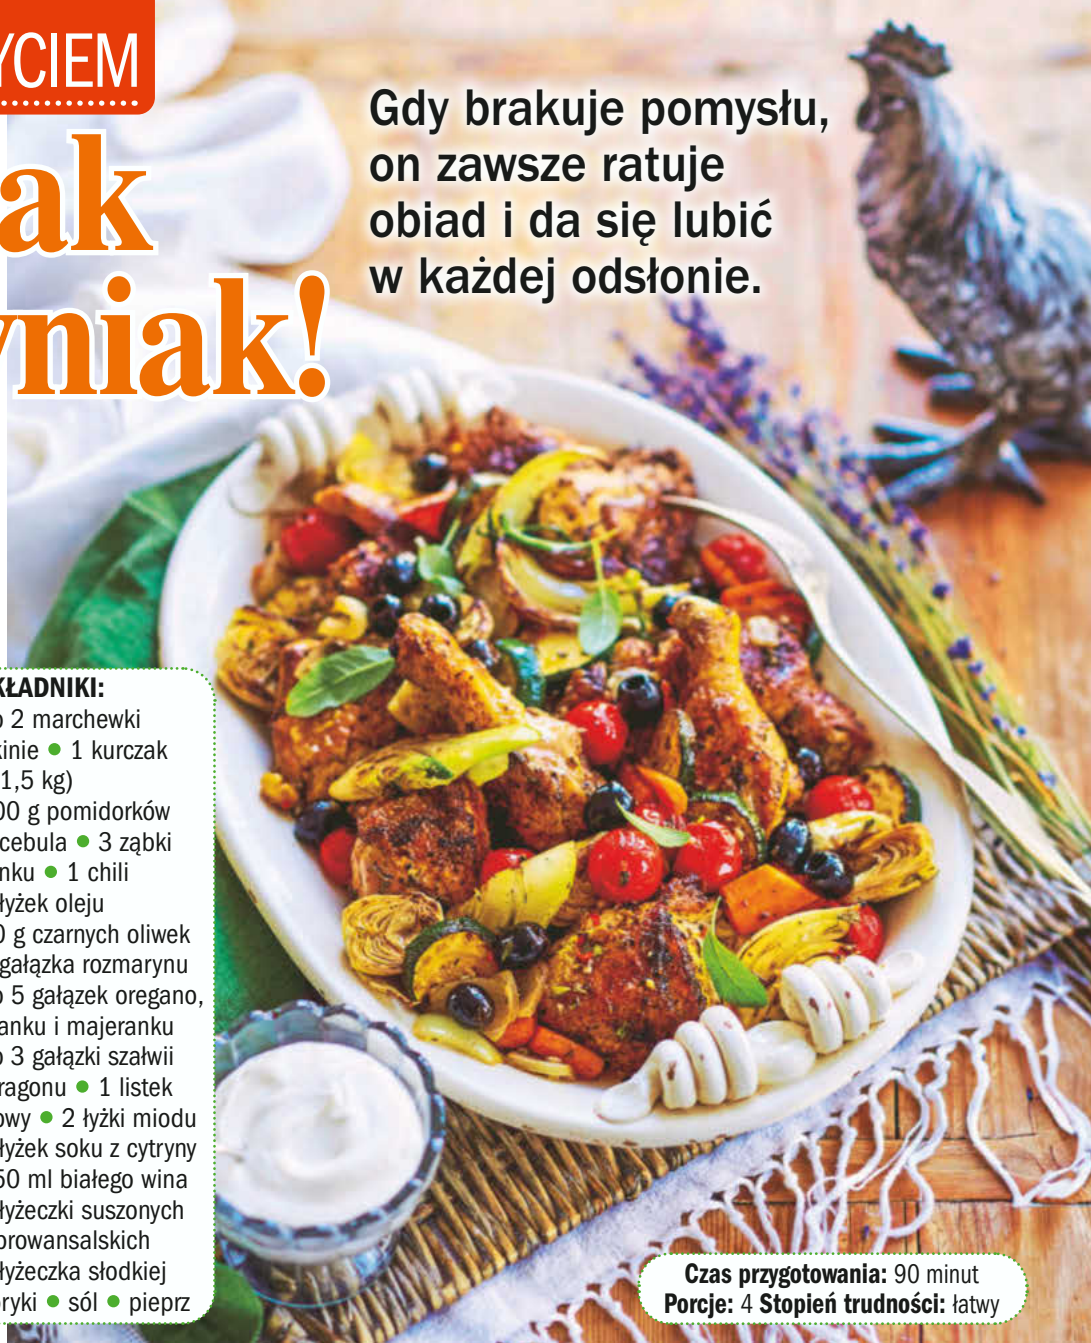 YCIEM
ak
yniak!
Gdy brakuje pomysłu,
on zawsze ratuje
obiad i da się lubić
w każdej odsłonie.
KŁADNIKI:
o 2 marchewki
kinie ● 1 kurczak
1,5 kg)
00 g pomidorków
cebula ● 3 ząbki
nku ● 1 chili
łyżek oleju
0 g czarnych oliwek
gałązka rozmarynu
o 5 gałązek oregano,
anku i majeranku
o 3 gałązki szałwii
ragonu ● 1 listek
owy ● 2 łyżki miodu
łyżek soku z cytryny
50 ml białego wina
łyżeczki suszonych
prowansalskich
łyżeczka słodkiej
pryki ● sól ● pieprz
Czas przygotowania: 90 minut
Porcje: 4 Stopień trudności: łatwy